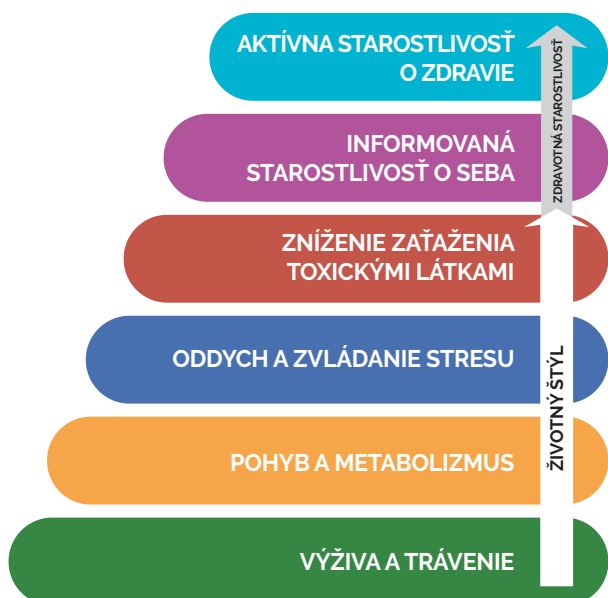 AKTÍVNA STAROSTLIVOSŤ
O ZDRAVIE
INFORMOVANÁ
STAROSTLIVOSŤ O SEBA
ZNÍŽENIE ZAŤAŽENIA
TOXICKÝMI LÁTKAMI
ODDYCH A ZVLÁDANIE STRESU
POHYB A METABOLIZMUS
VÝŽIVA A TRÁVENIE
ZDRAVOTNÁ STAROSTLIVOSŤ
ŽIVOTNÝ ŠTÝL